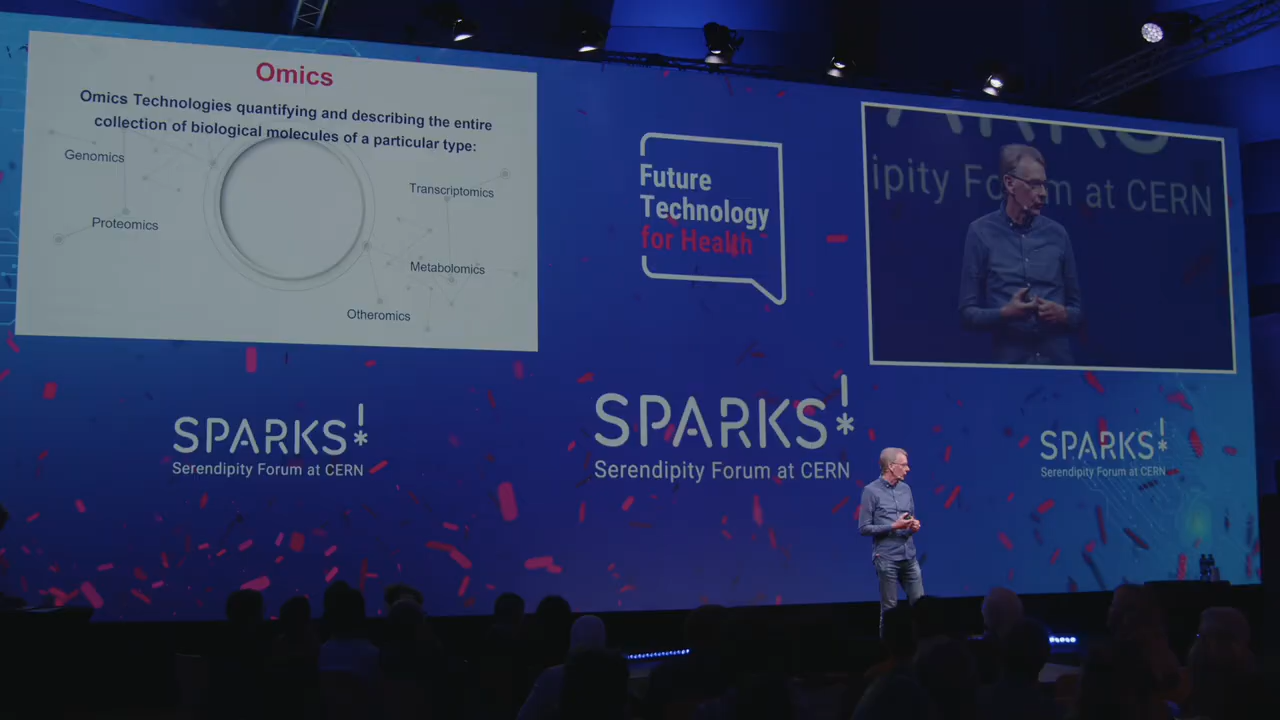 Omics
Omics Technologies quantifying and describing the entire
collection of biological molecules of a particular type:
Genomics
Transcriptomics
Proteomics
Metabolomics
Otheromics
Future
Technology
for Health
ipity Forum at CERN
SPARKS!
Serendipity Forum at CERN
SPARKS!
Serendipity Forum at CERN
SPARKS!
Serendipity Forum at CERN